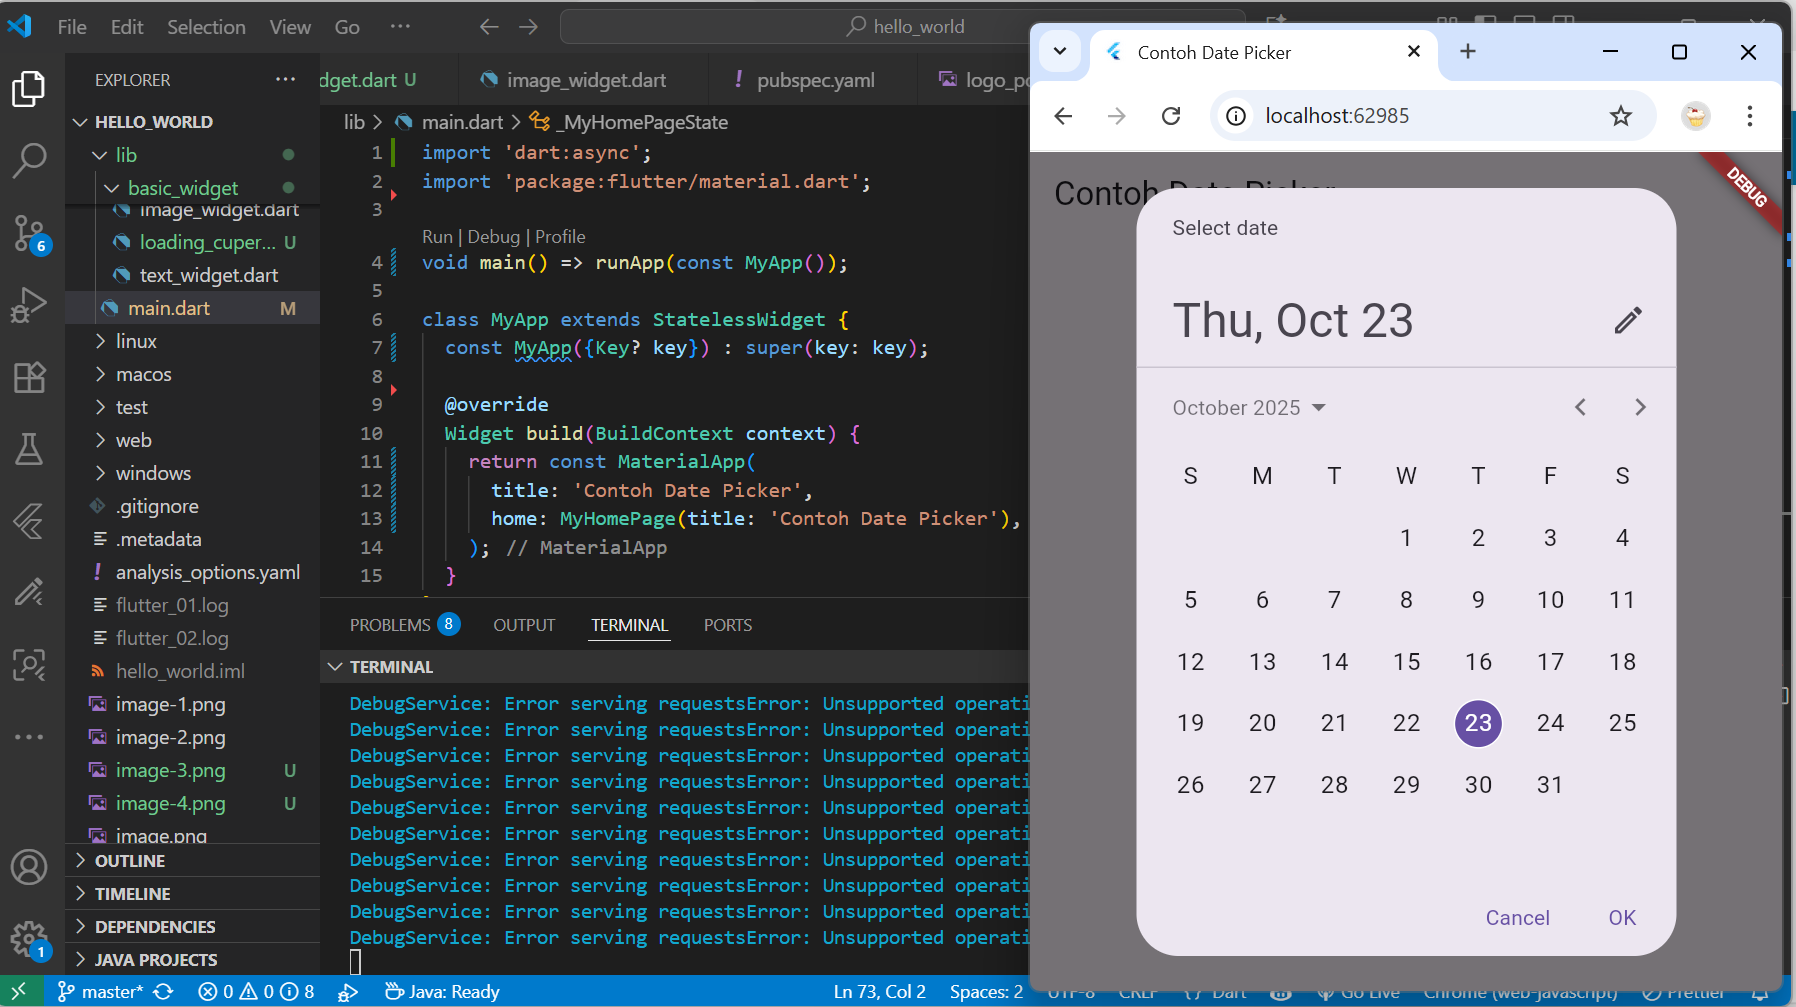 File Edit Selection View Go
hello_world
EXPLORER
HELLO_WORLD
lib
basic_widget
image_widget.dart
loading_cuper... U
text_widget.dart
main.dart M
linux
macos
test
web
windows
.gitignore
.metadata
analysis_options.yaml
flutter_01.log
flutter_02.log
hello_world.iml
image-1.png
image-2.png
image-3.png U
image-4.png U
image.png
OUTLINE
TIMELINE
DEPENDENCIES
JAVA PROJECTS
6
1
dget.dart U image_widget.dart ! pubspec.yaml logo_po
lib > main.dart > _MyHomePageState
1 import 'dart:async';
2 import 'package:flutter/material.dart';
3
Run | Debug | Profile
4 void main() => runApp(const MyApp());
5
6 class MyApp extends StatelessWidget {
7 const MyApp({Key? key}) : super(key: key);
8
9 @override
10 Widget build(BuildContext context) {
11 return const MaterialApp(
12 title: 'Contoh Date Picker',
13 home: MyHomePage(title: 'Contoh Date Picker'),
14 ); // MaterialApp
15 }
PROBLEMS 8 OUTPUT TERMINAL PORTS
TERMINAL
DebugService: Error serving requestsError: Unsupported operati
DebugService: Error serving requestsError: Unsupported operati
DebugService: Error serving requestsError: Unsupported operati
DebugService: Error serving requestsError: Unsupported operati
DebugService: Error serving requestsError: Unsupported operati
DebugService: Error serving requestsError: Unsupported operati
DebugService: Error serving requestsError: Unsupported operati
DebugService: Error serving requestsError: Unsupported operati
DebugService: Error serving requestsError: Unsupported operati
DebugService: Error serving requestsError: Unsupported operati
master* 0 0 8 Java: Ready Ln 73, Col 2 Spaces: 2 UTF-8 CRLF {} Dart Go Live Chrome (web-javascript) Prettier
Contoh Date Picker
localhost:62985
Contoh Date Picker
DEBUG
Select date
Thu, Oct 23
October 2025
S M T W T F S
1 2 3 4
5 6 7 8 9 10 11
12 13 14 15 16 17 18
19 20 21 22 23 24 25
26 27 28 29 30 31
Cancel OK